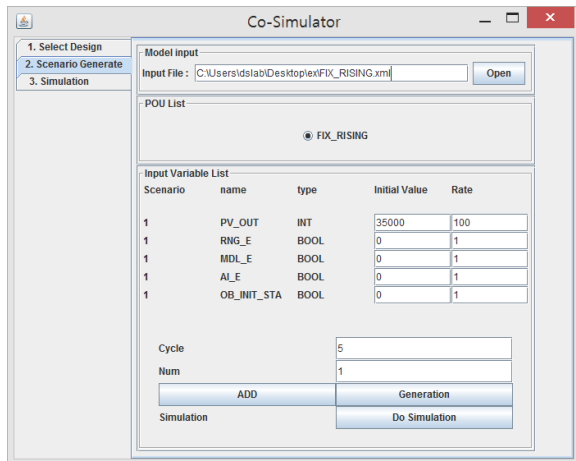 Co-Simulator
1. Select Design
2. Scenario Generate
3. Simulation
Model input
Input File : C:\Users\dslab\Desktop\ex\FIX_RISING.xml Open
POU List
FIX_RISING
Input Variable List
Scenario name type Initial Value Rate
1 PV_OUT INT 35000 100
1 RNG_E BOOL 0 1
1 MDL_E BOOL 0 1
1 AI_E BOOL 0 1
1 OB_INIT_STA BOOL 0 1
Cycle 5
Num 1
ADD Generation
Simulation Do Simulation